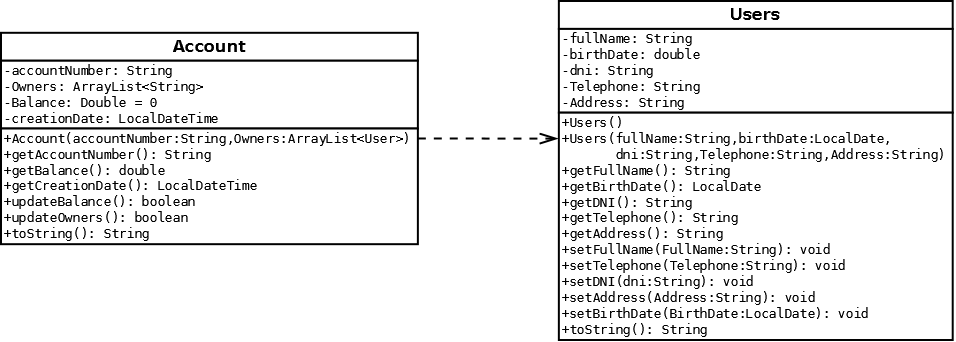 Account
-accountNumber: String
-Owners: ArrayList<String>
-Balance: Double = 0
-creationDate: LocalDateTime
+Account(accountNumber:String,Owners:ArrayList<User>)
+getAccountNumber(): String
+getBalance(): double
+getCreationDate(): LocalDateTime
+updateBalance(): boolean
+updateOwners(): boolean
+toString(): String
Users
-fullName: String
-birthDate: double
-dni: String
-Telephone: String
-Address: String
+Users()
+Users(fullName:String,birthDate:LocalDate,
dni:String,Telephone:String,Address:String)
+getFullName(): String
+getBirthDate(): LocalDate
+getDNI(): String
+getTelephone(): String
+getAddress(): String
+setFullName(FullName:String): void
+setTelephone(Telephone:String): void
+setDNI(dni:String): void
+setAddress(Address:String): void
+setBirthDate(BirthDate:LocalDate): void
+toString(): String